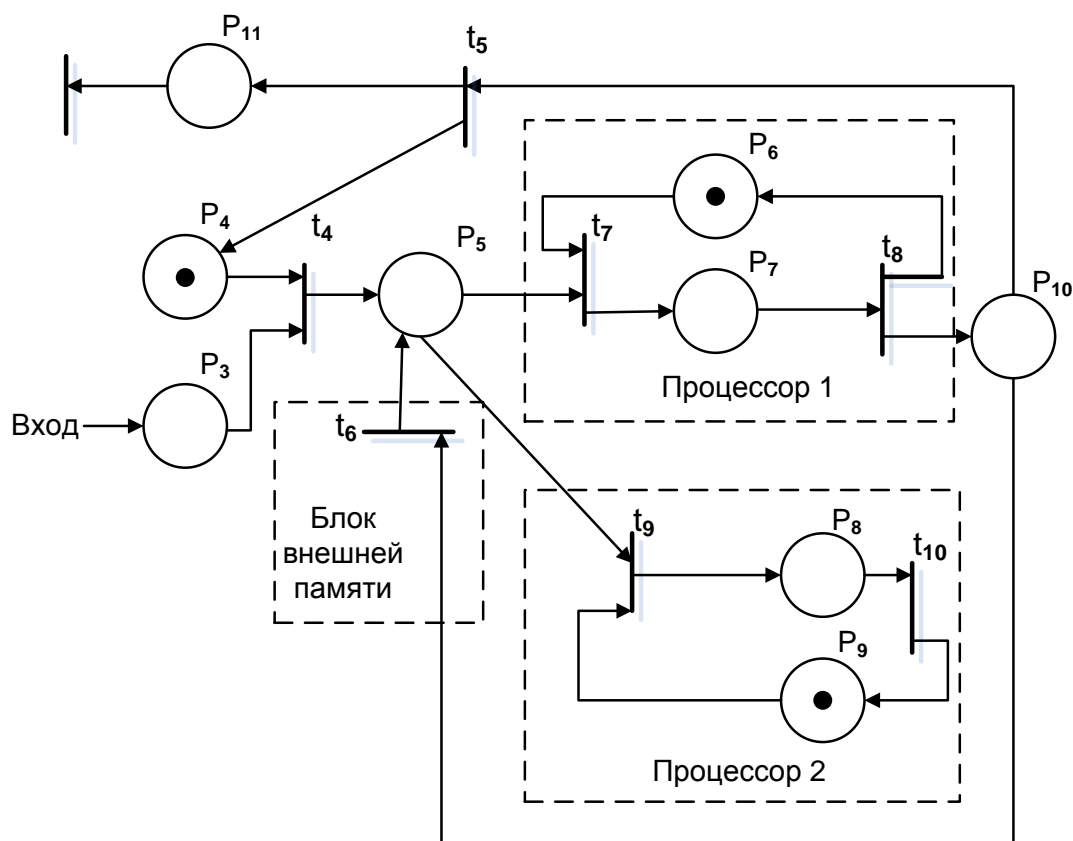 P11
t5
P6
P4
t4
P5
t7
P7
t8
P10
P3
Процессор 1
Вход
t6
Блок
внешней
памяти
t9
P8
t10
P9
Процессор 2